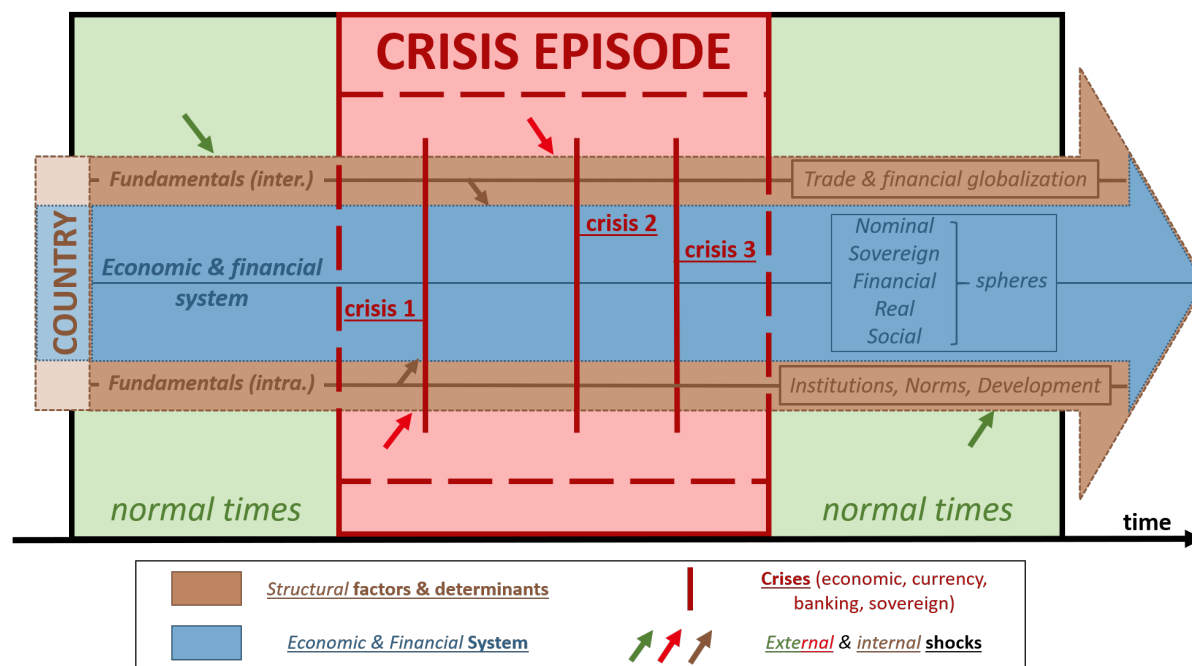 CRISIS EPISODE
Fundamentals (inter.)
Trade & financial globalization
COUNTRY
Economic & financial
system
crisis 1
crisis 2
crisis 3
Nominal
Sovereign
Financial
Real
Social
spheres
Fundamentals (intra.)
Institutions, Norms, Development
normal times
normal times
time
Structural factors & determinants
Crises (economic, currency,
banking, sovereign)
Economic & Financial System
External & internal shocks